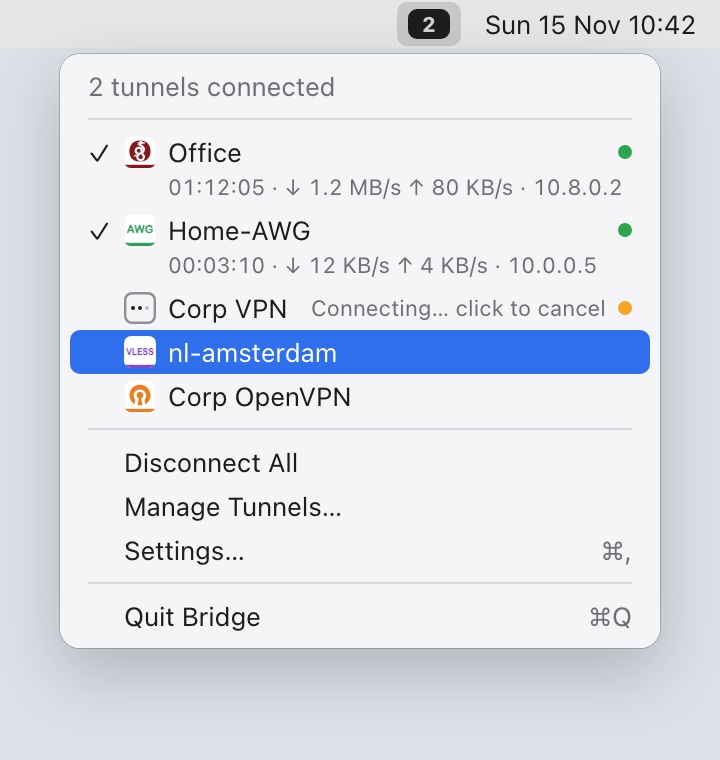 2 Sun 15 Nov 10:42
2 tunnels connected
✓ Office
01:12:05 · ↓ 1.2 MB/s ↑ 80 KB/s · 10.8.0.2
✓ AWG Home-AWG
00:03:10 · ↓ 12 KB/s ↑ 4 KB/s · 10.0.0.5
Corp VPN Connecting... click to cancel
VLESS nl-amsterdam
Corp OpenVPN
Disconnect All
Manage Tunnels...
Settings... ⌘,
Quit Bridge ⌘Q